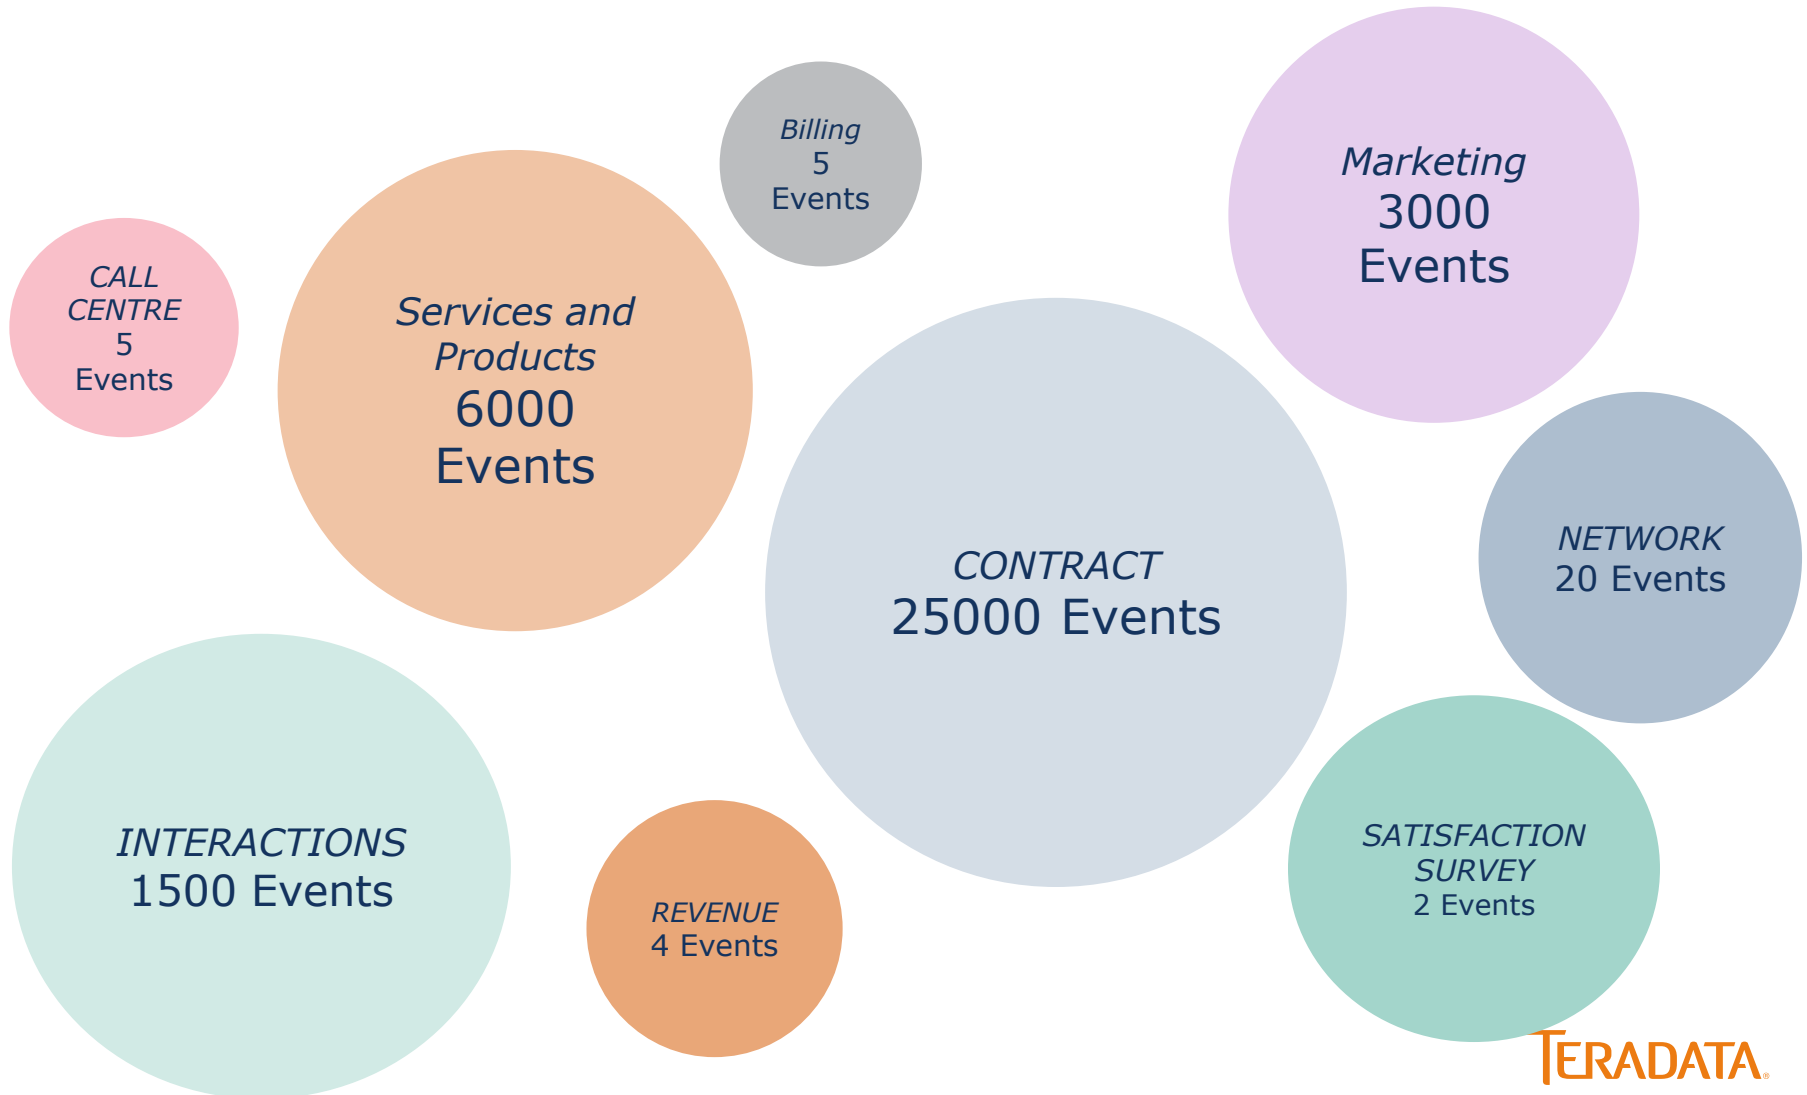 Billing
5
Events
Marketing
3000
Events
CALL
CENTRE
5
Events
Services and
Products
6000
Events
CONTRACT
25000 Events
NETWORK
20 Events
INTERACTIONS
1500 Events
REVENUE
4 Events
SATISFACTION
SURVEY
2 Events
TERADATA®